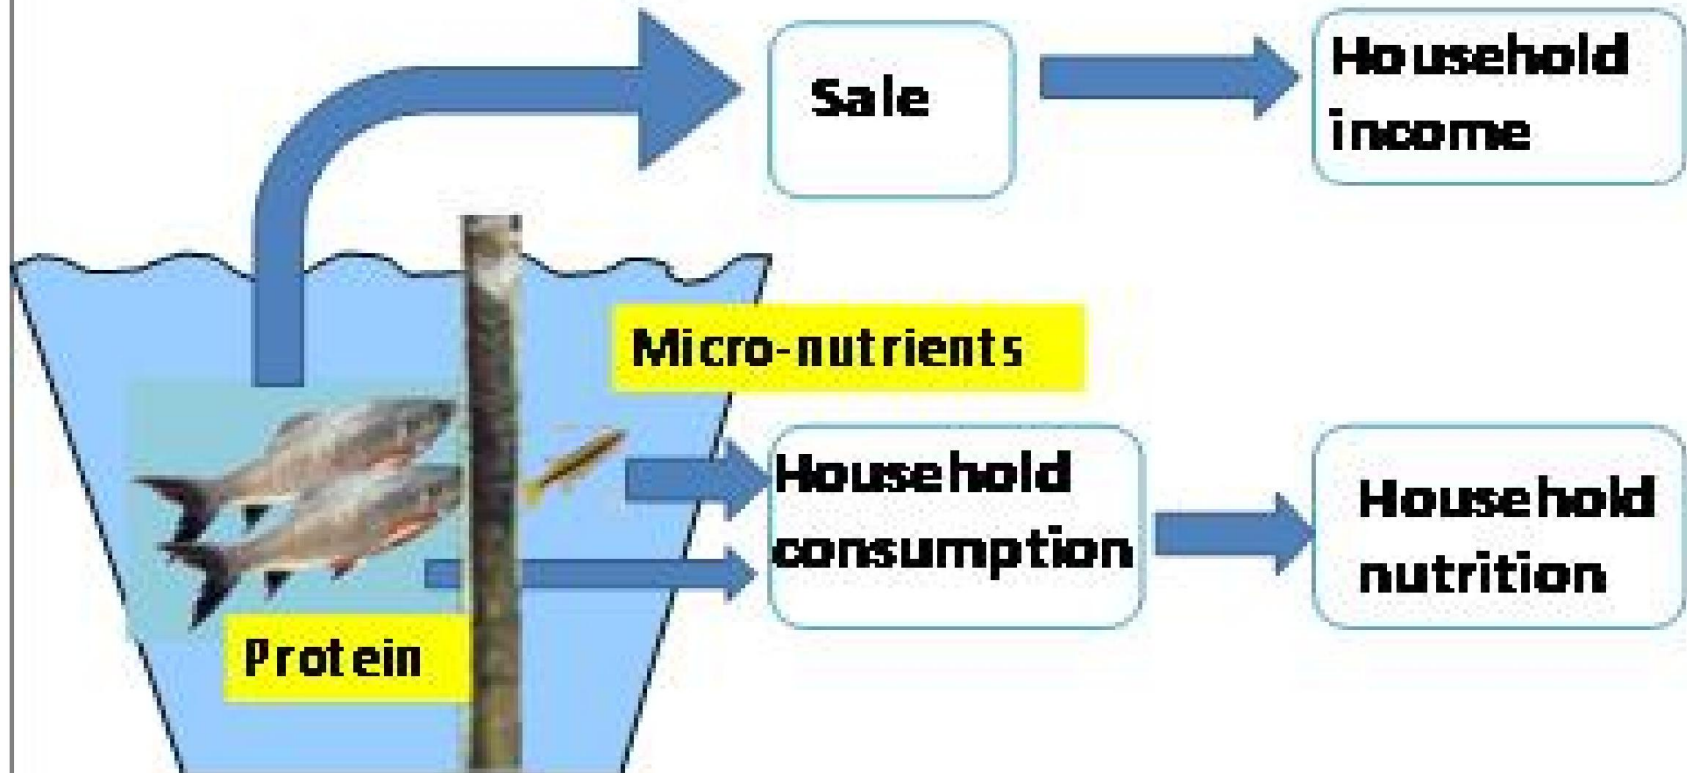 Sale
Household
income
Micro-nutrients
Household
consumption
Household
nutrition
Protein